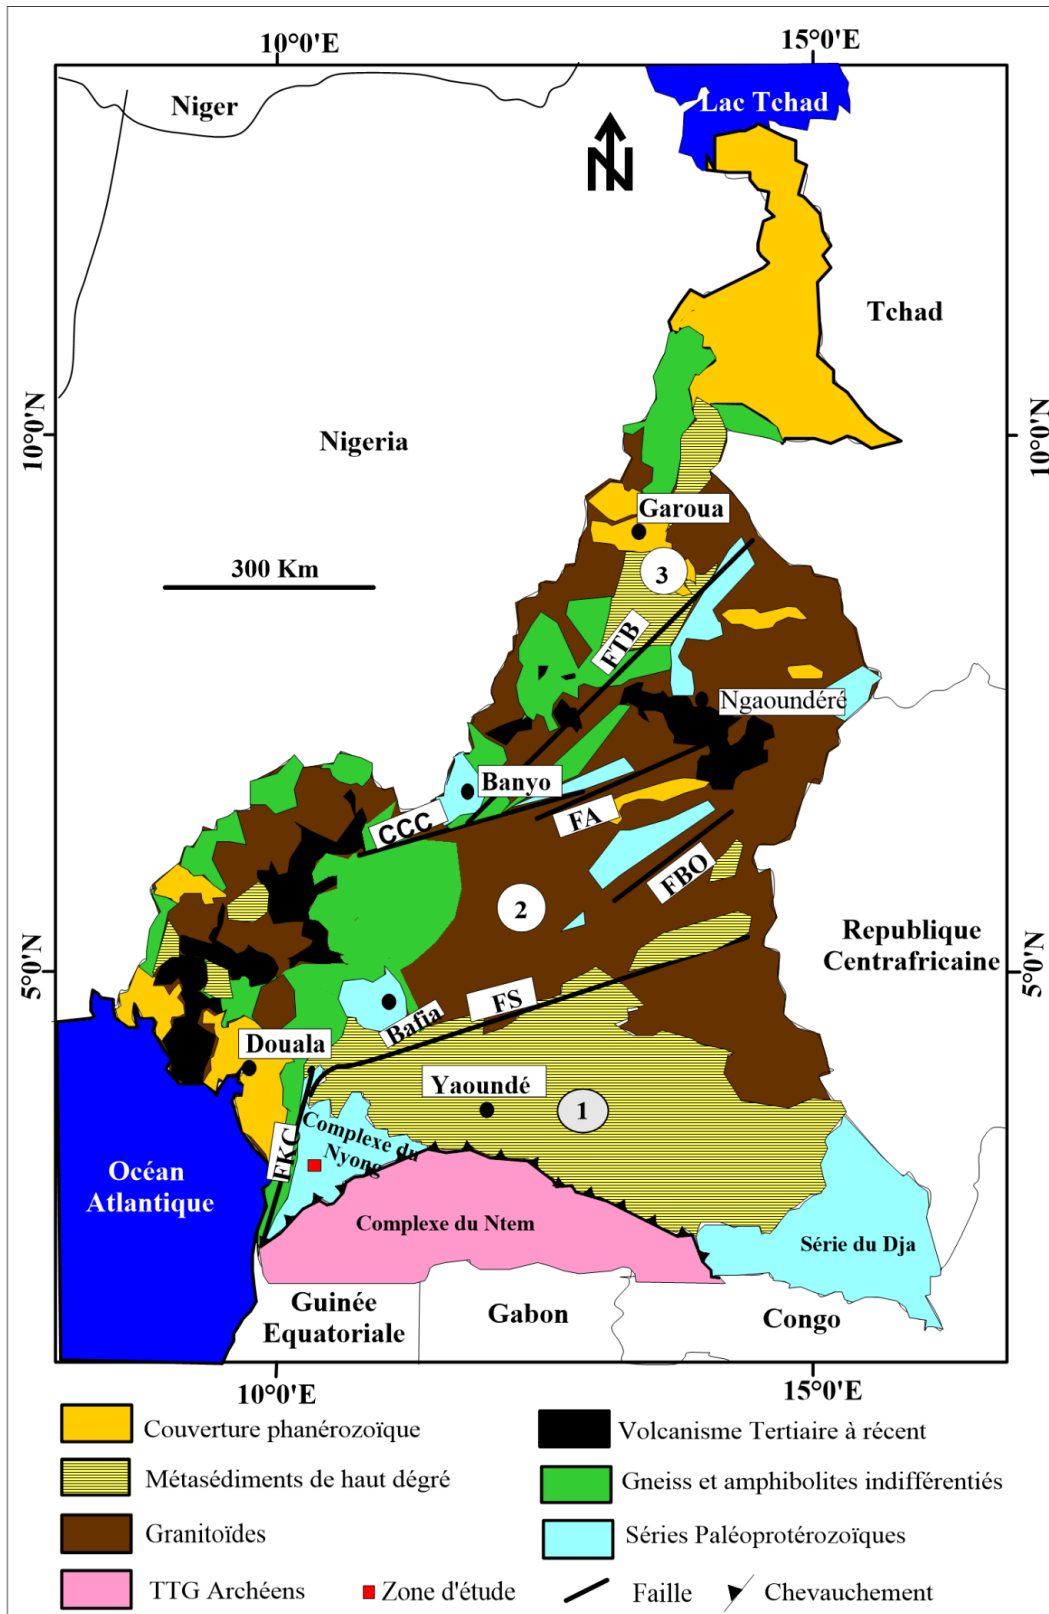 10°0'E
15°0'E
Niger
Lac Tchad
N
Tchad
10°0'N
10°0'N
Nigeria
Garoua
300 Km
3
FTB
Ngaoundéré
Banyo
CCC
FA
FBO
2
Republique
Centrafricaine
5°0'N
5°0'N
FS
Bafia
Douala
Yaoundé
1
FKC
Complexe du
Nyong
Océan
Atlantique
Complexe du Ntem
Série du Dja
Guinée
Equatoriale
Gabon
Congo
10°0'E
15°0'E
Couverture phanérozoïque
Volcanisme Tertiaire à récent
Métasédiments de haut dégré
Gneiss et amphibolites indifférentiés
Granitoïdes
Séries Paléoprotérozoïques
TTG Archéens
Zone d'étude
Faille
Chevauchement